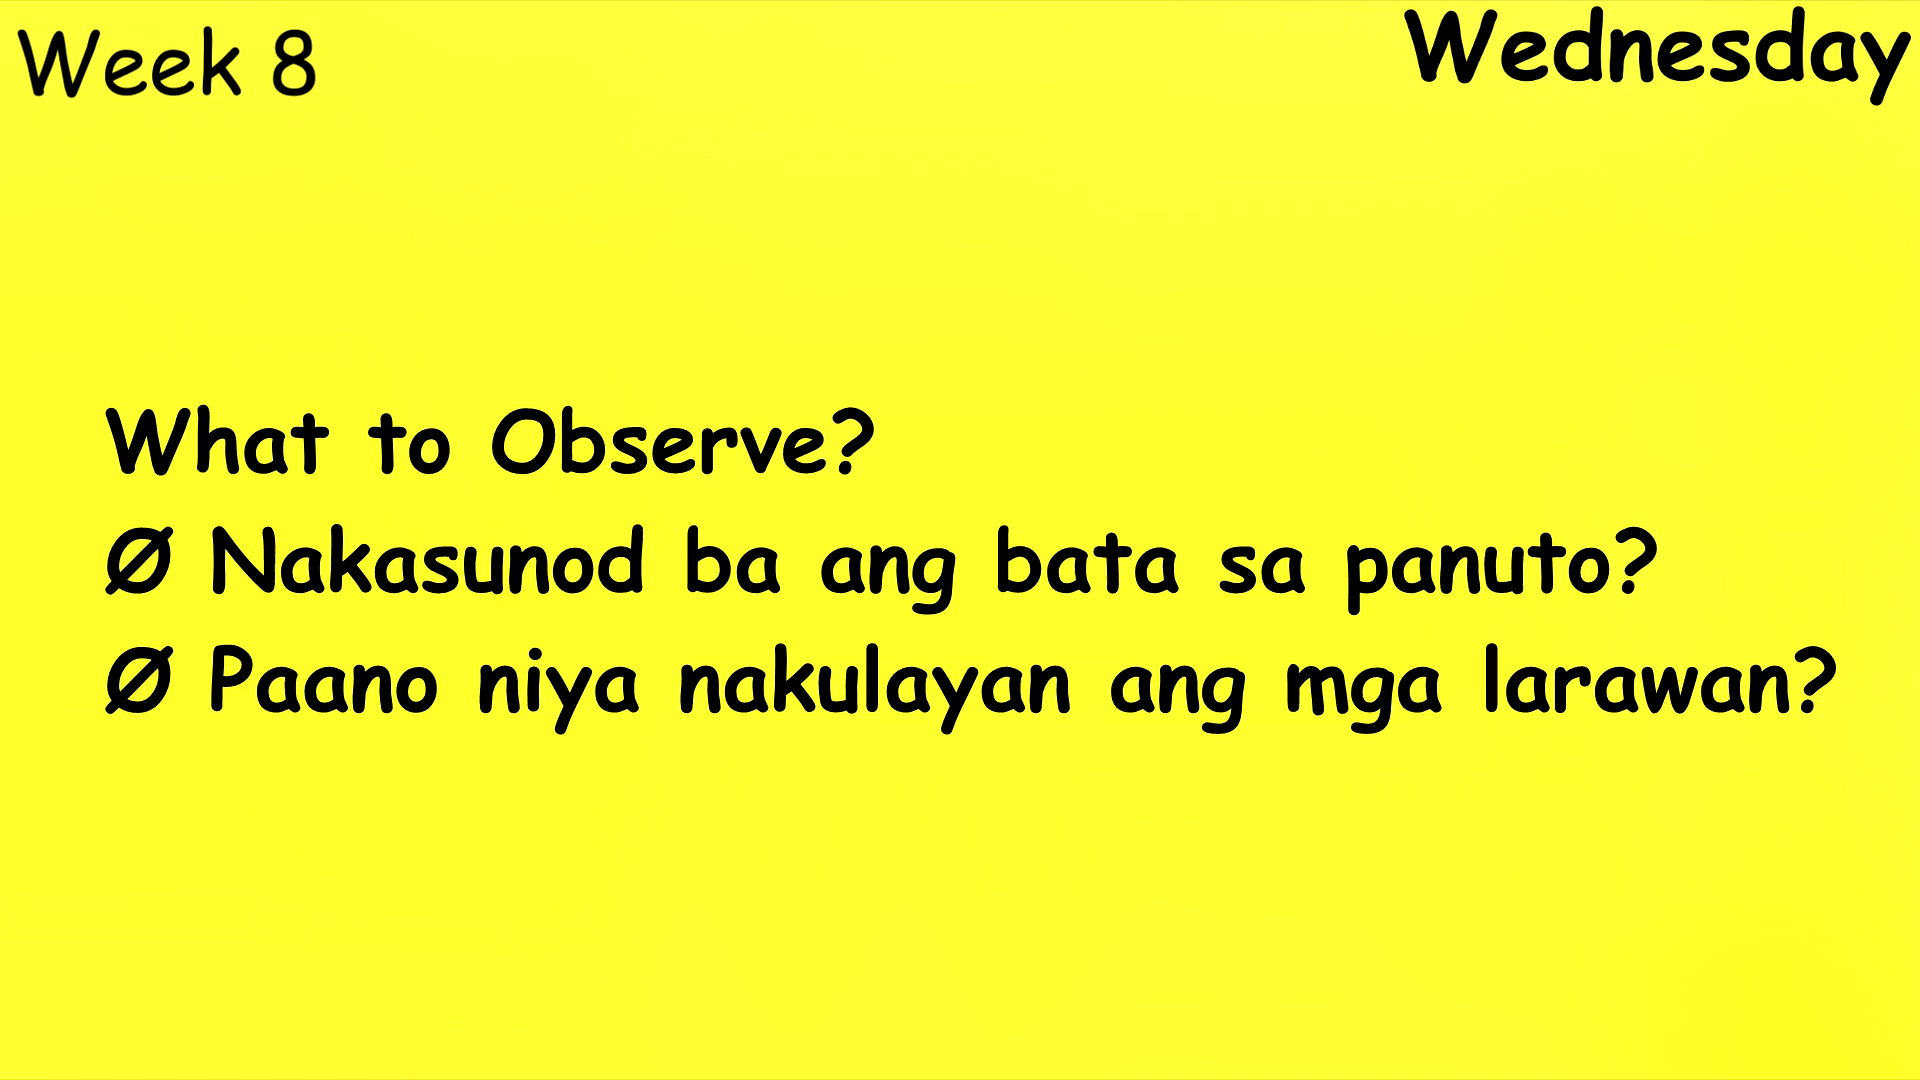 Week 8
Wednesday
What to Observe?
Ø Nakasunod ba ang bata sa panuto?
Ø Paano niya nakulayan ang mga larawan?